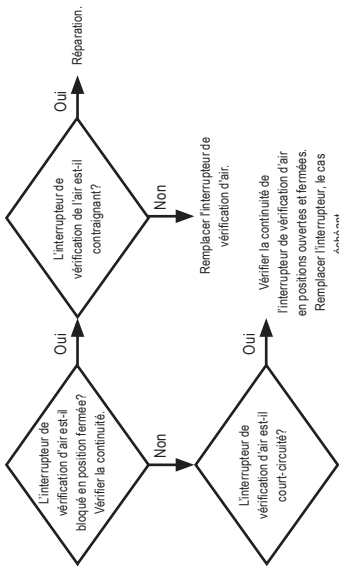 L'interrupteur de
vérification d'air est-il
bloqué en position fermée?
Vérifier la continuité.
Oui
L'interrupteur de
vérification de l'air est-il
contraignant?
Oui
Réparation.
Non
Remplacer l'interrupteur de
vérification d'air.
Non
L'interrupteur de
vérification d'air est-il
court-circuité?
Oui
Vérifier la continuité de
l'interrupteur de vérification d'air
en positions ouvertes et fermées.
Remplacer l'interrupteur, le cas
échéant.